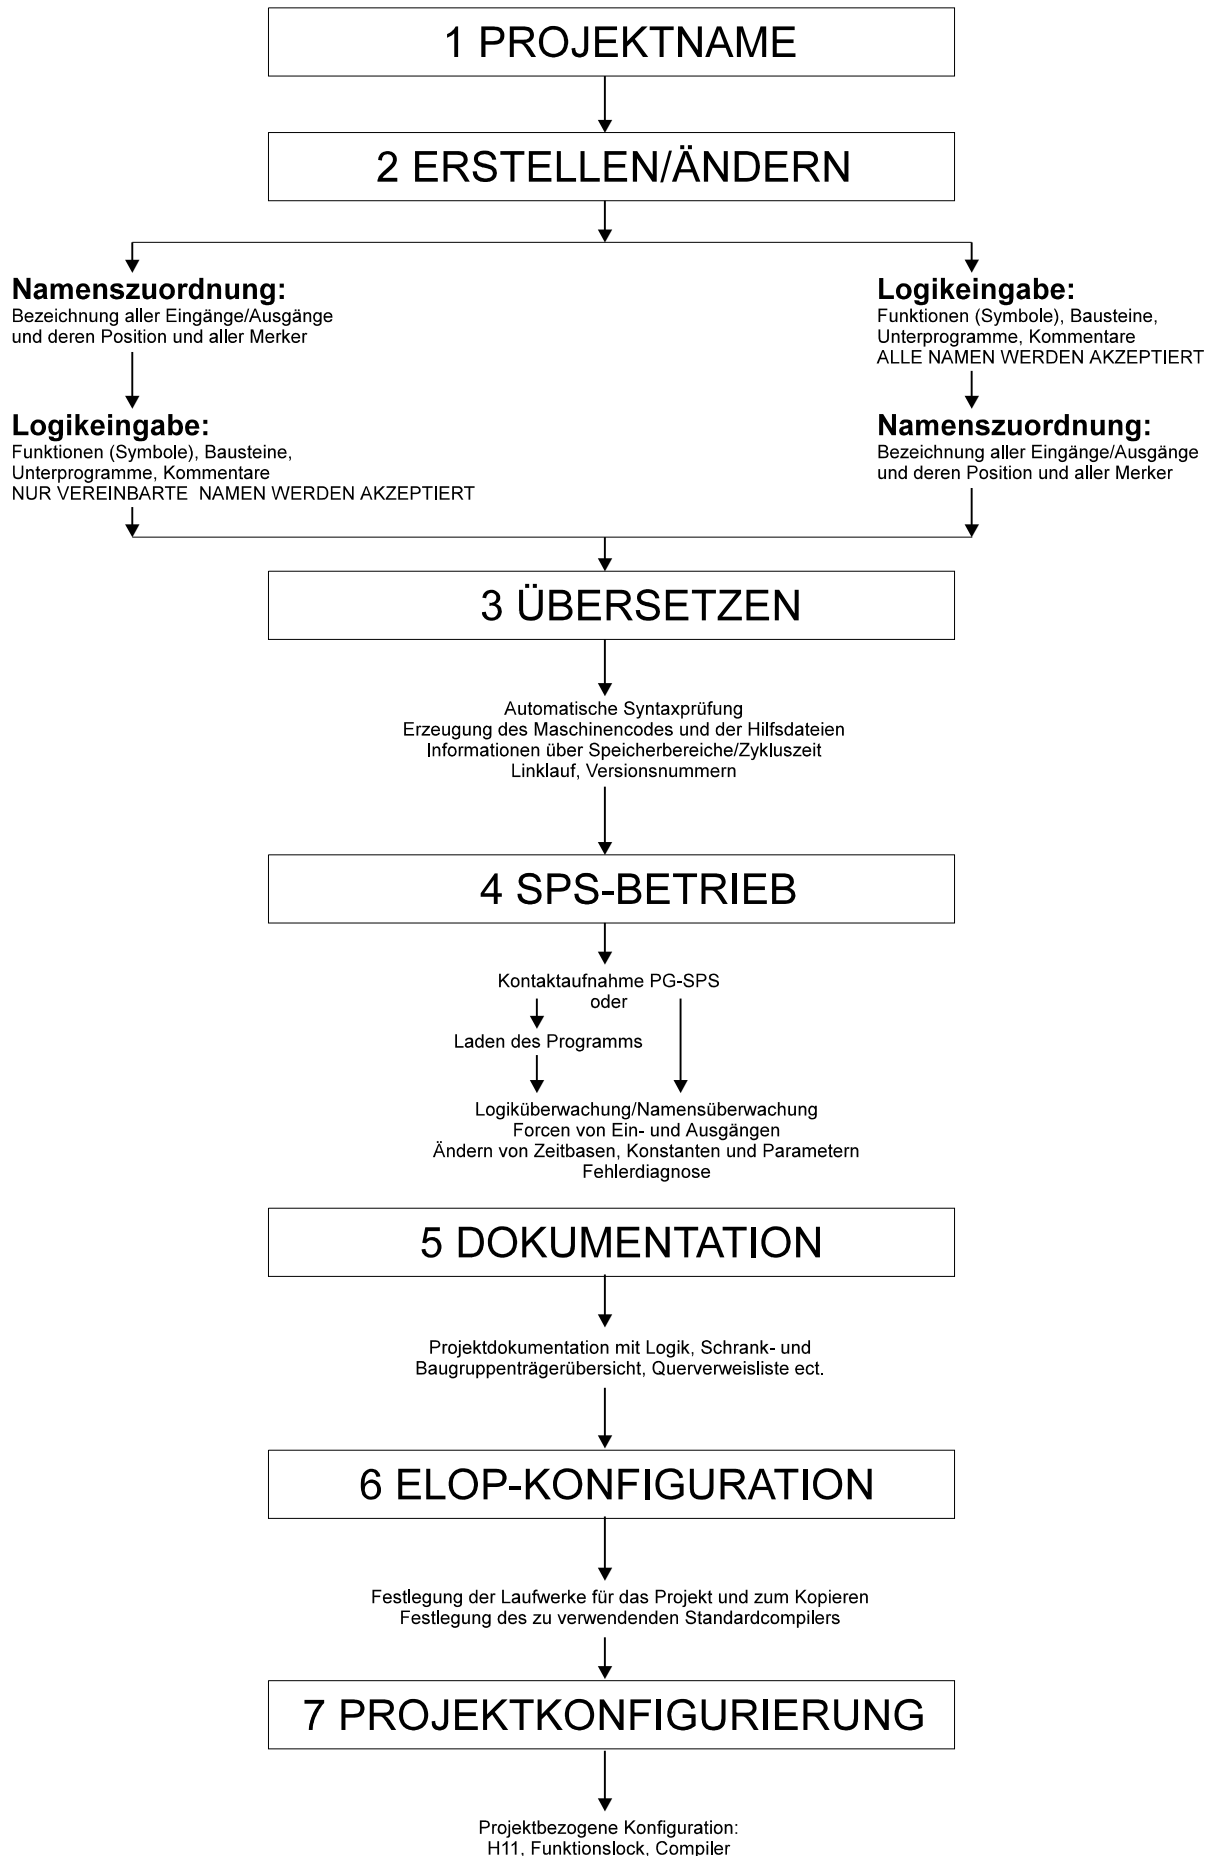 1 PROJEKTNAME
2 ERSTELLEN/ÄNDERN
Namenszuordnung:
Bezeichnung aller Eingänge/Ausgänge
und deren Position und aller Merker
Logikeingabe:
Funktionen (Symbole), Bausteine,
Unterprogramme, Kommentare
NUR VEREINBARTE NAMEN WERDEN AKZEPTIERT
Logikeingabe:
Funktionen (Symbole), Bausteine,
Unterprogramme, Kommentare
ALLE NAMEN WERDEN AKZEPTIERT
Namenszuordnung:
Bezeichnung aller Eingänge/Ausgänge
und deren Position und aller Merker
3 ÜBERSETZEN
Automatische Syntaxprüfung
Erzeugung des Maschinencodes und der Hilfsdateien
Informationen über Speicherbereiche/Zykluszeit
Linklauf, Versionsnummern
4 SPS-BETRIEB
Kontaktaufnahme PG-SPS
oder
Laden des Programms
Logiküberwachung/Namensüberwachung
Forcen von Ein- und Ausgängen
Ändern von Zeitbasen, Konstanten und Parametern
Fehlerdiagnose
5 DOKUMENTATION
Projektdokumentation mit Logik, Schrank- und
Baugruppenträgerübersicht, Querverweisliste ect.
6 ELOP-KONFIGURATION
Festlegung der Laufwerke für das Projekt und zum Kopieren
Festlegung des zu verwendenden Standardcompilers
7 PROJEKTKONFIGURIERUNG
Projektbezogene Konfiguration:
H11, Funktionslock, Compiler